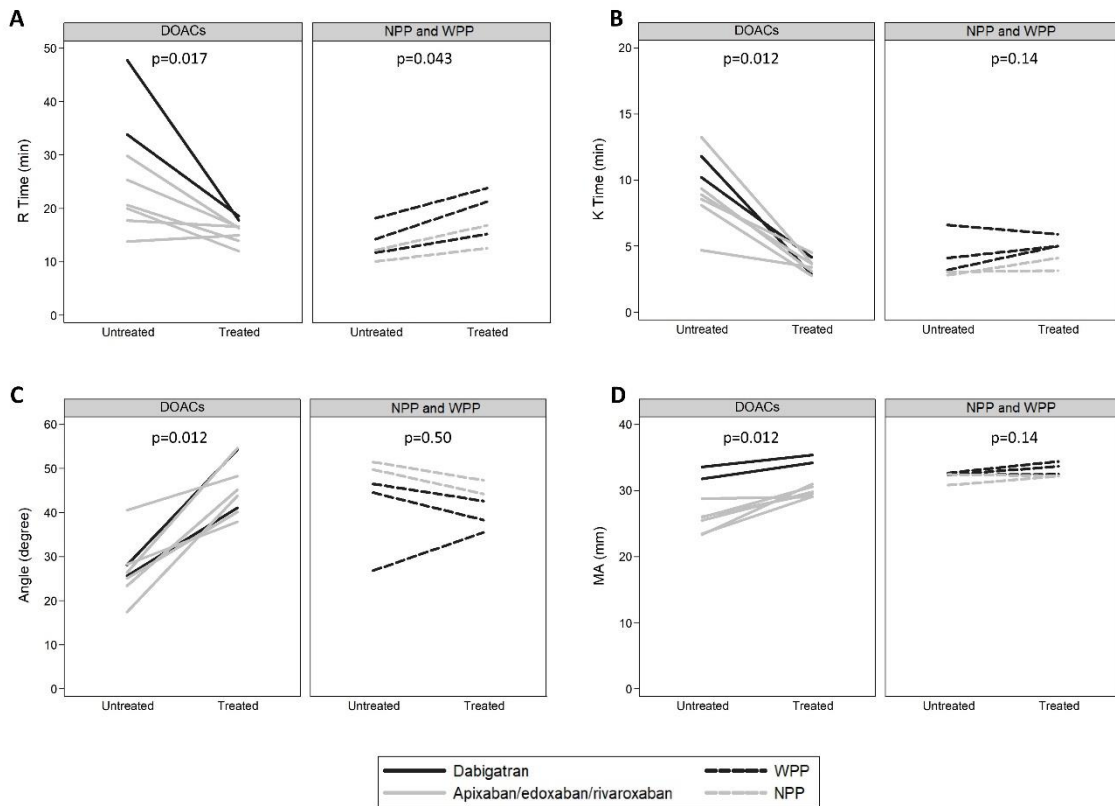 A
DOACs
NPP and WPP
p=0.017
p=0.043
R Time (min)
50
40
30
20
10
0
Untreated
Treated
Untreated
Treated
B
DOACs
NPP and WPP
p=0.012
p=0.14
K Time (min)
20
15
10
5
0
Untreated
Treated
Untreated
Treated
C
DOACs
NPP and WPP
p=0.012
p=0.50
Angle (degree)
60
50
40
30
20
10
0
Untreated
Treated
Untreated
Treated
D
DOACs
NPP and WPP
p=0.012
p=0.14
MA (mm)
40
30
20
10
0
Untreated
Treated
Untreated
Treated
Dabigatran
WPP
Apixaban/edoxaban/rivaroxaban
NPP